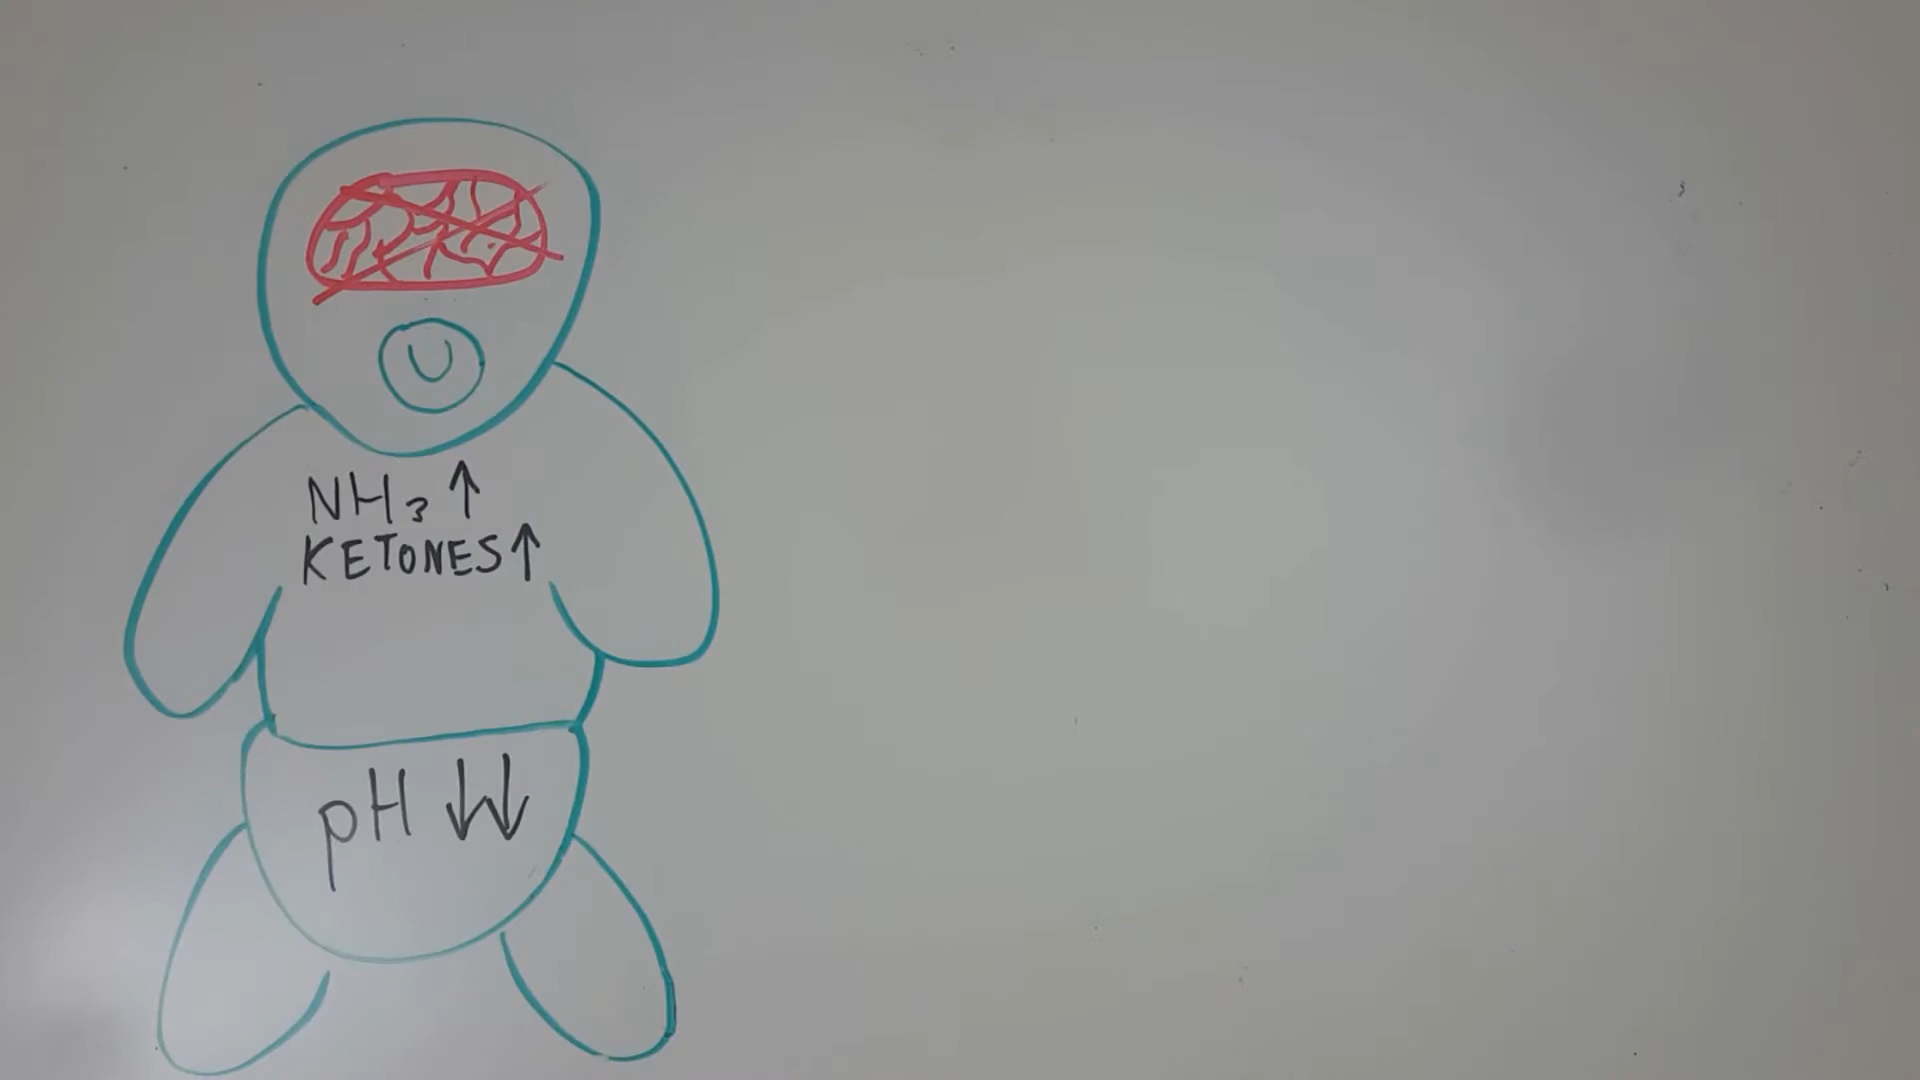 NH₃ ↑
KETONES ↑
pH ↓↓